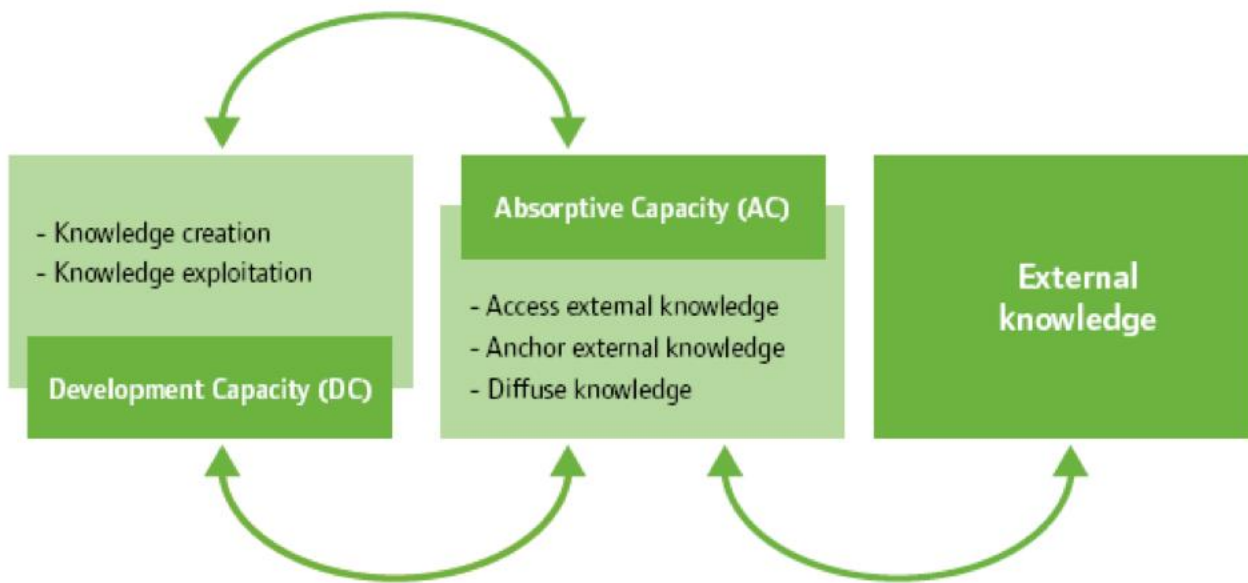 - Knowledge creation
- Knowledge exploitation
Development Capacity (DC)
Absorptive Capacity (AC)
- Access external knowledge
- Anchor external knowledge
- Diffuse knowledge
External
knowledge